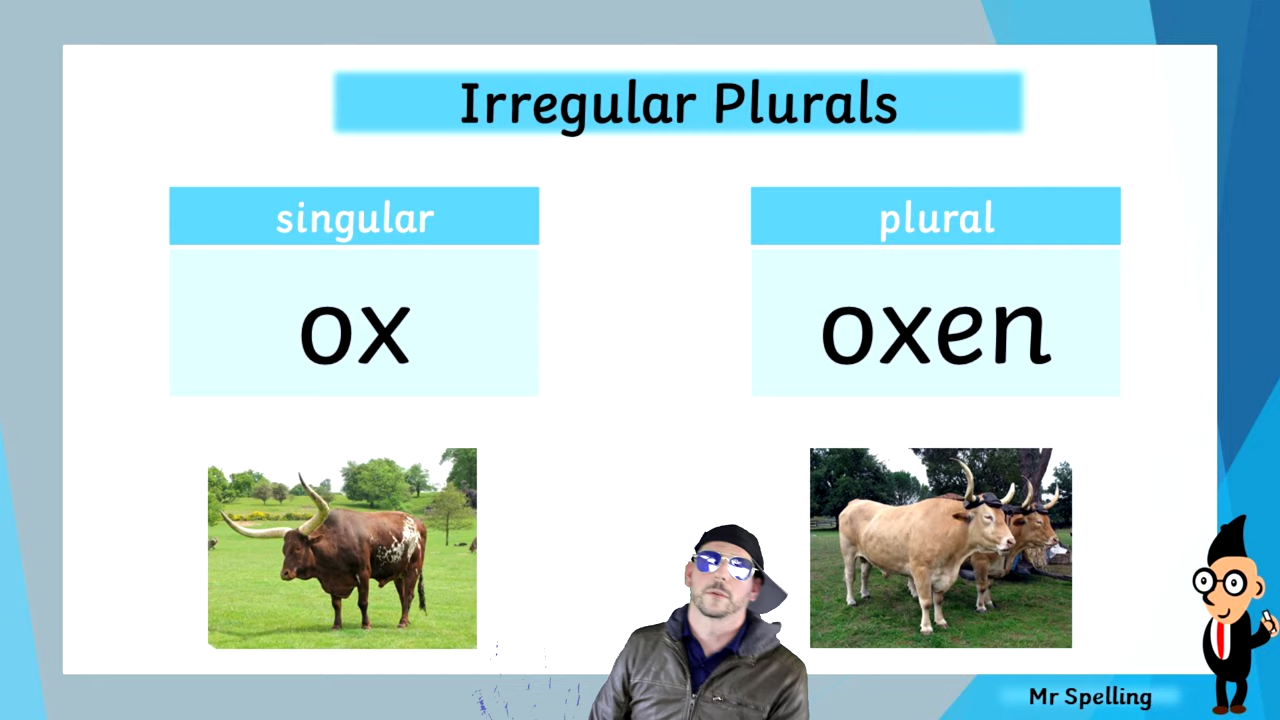 Irregular Plurals
singular
plural
ox
oxen
Mr Spelling